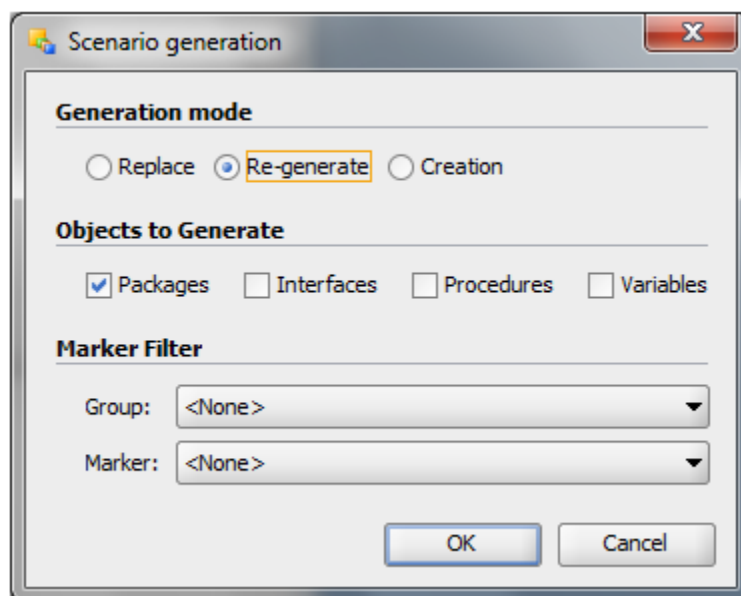 Scenario generation
Generation mode
Replace Re-generate Creation
Objects to Generate
Packages Interfaces Procedures Variables
Marker Filter
Group: <None>
Marker: <None>
OK Cancel